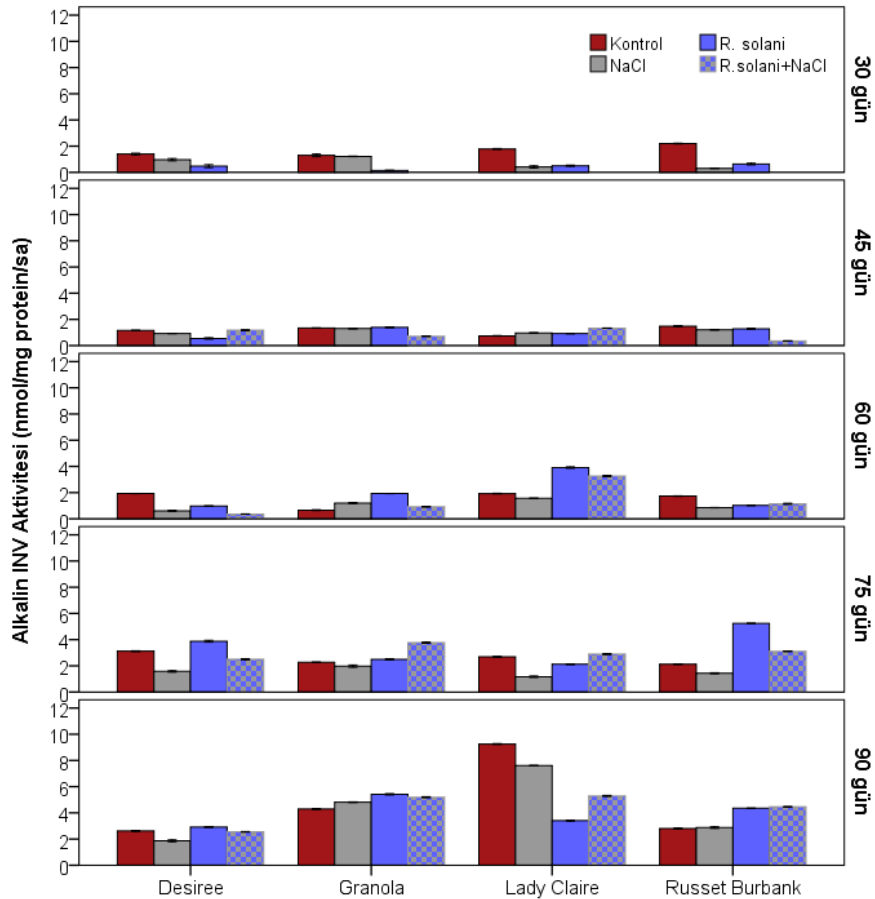 Kontrol
NaCl
R. solani
R.solani+NaCl
Alkalin INV Aktivitesi (nmol/mg protein/sa)
12
10
8
6
4
2
0
30 gün
12
10
8
6
4
2
0
45 gün
12
10
8
6
4
2
0
60 gün
12
10
8
6
4
2
0
75 gün
12
10
8
6
4
2
0
90 gün
Desiree
Granola
Lady Claire
Russet Burbank